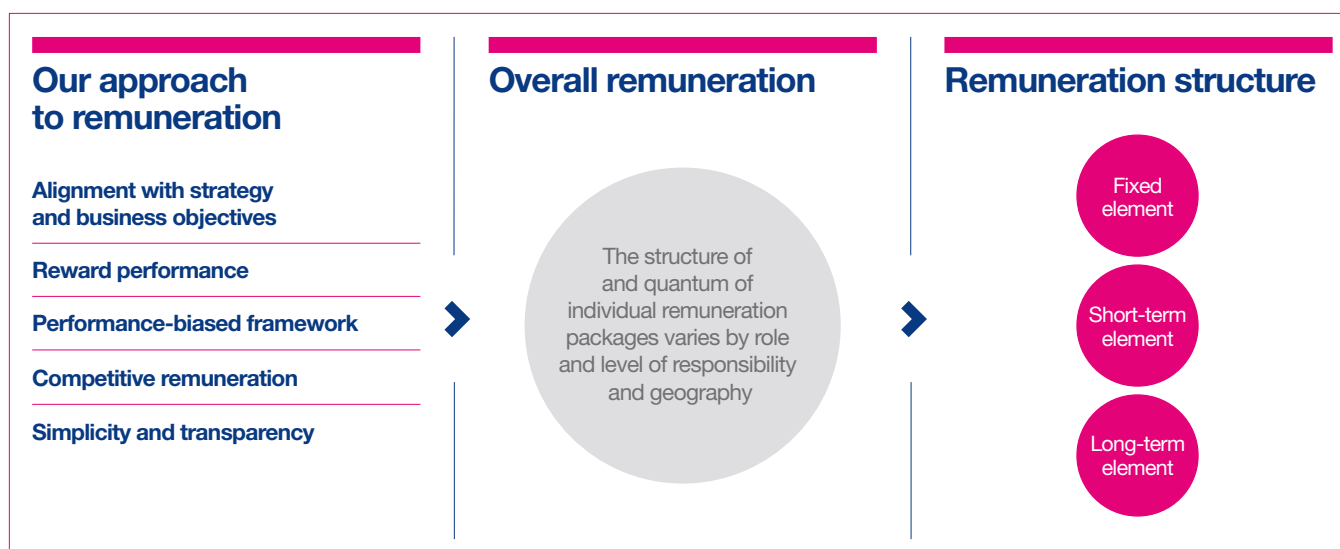 Our approach
to remuneration
Alignment with strategy
and business objectives
Reward performance
Performance-biased framework
Competitive remuneration
Simplicity and transparency
Overall remuneration
The structure of
and quantum of
individual remuneration
packages varies by role
and level of responsibility
and geography
Remuneration structure
Fixed
element
Short-term
element
Long-term
element